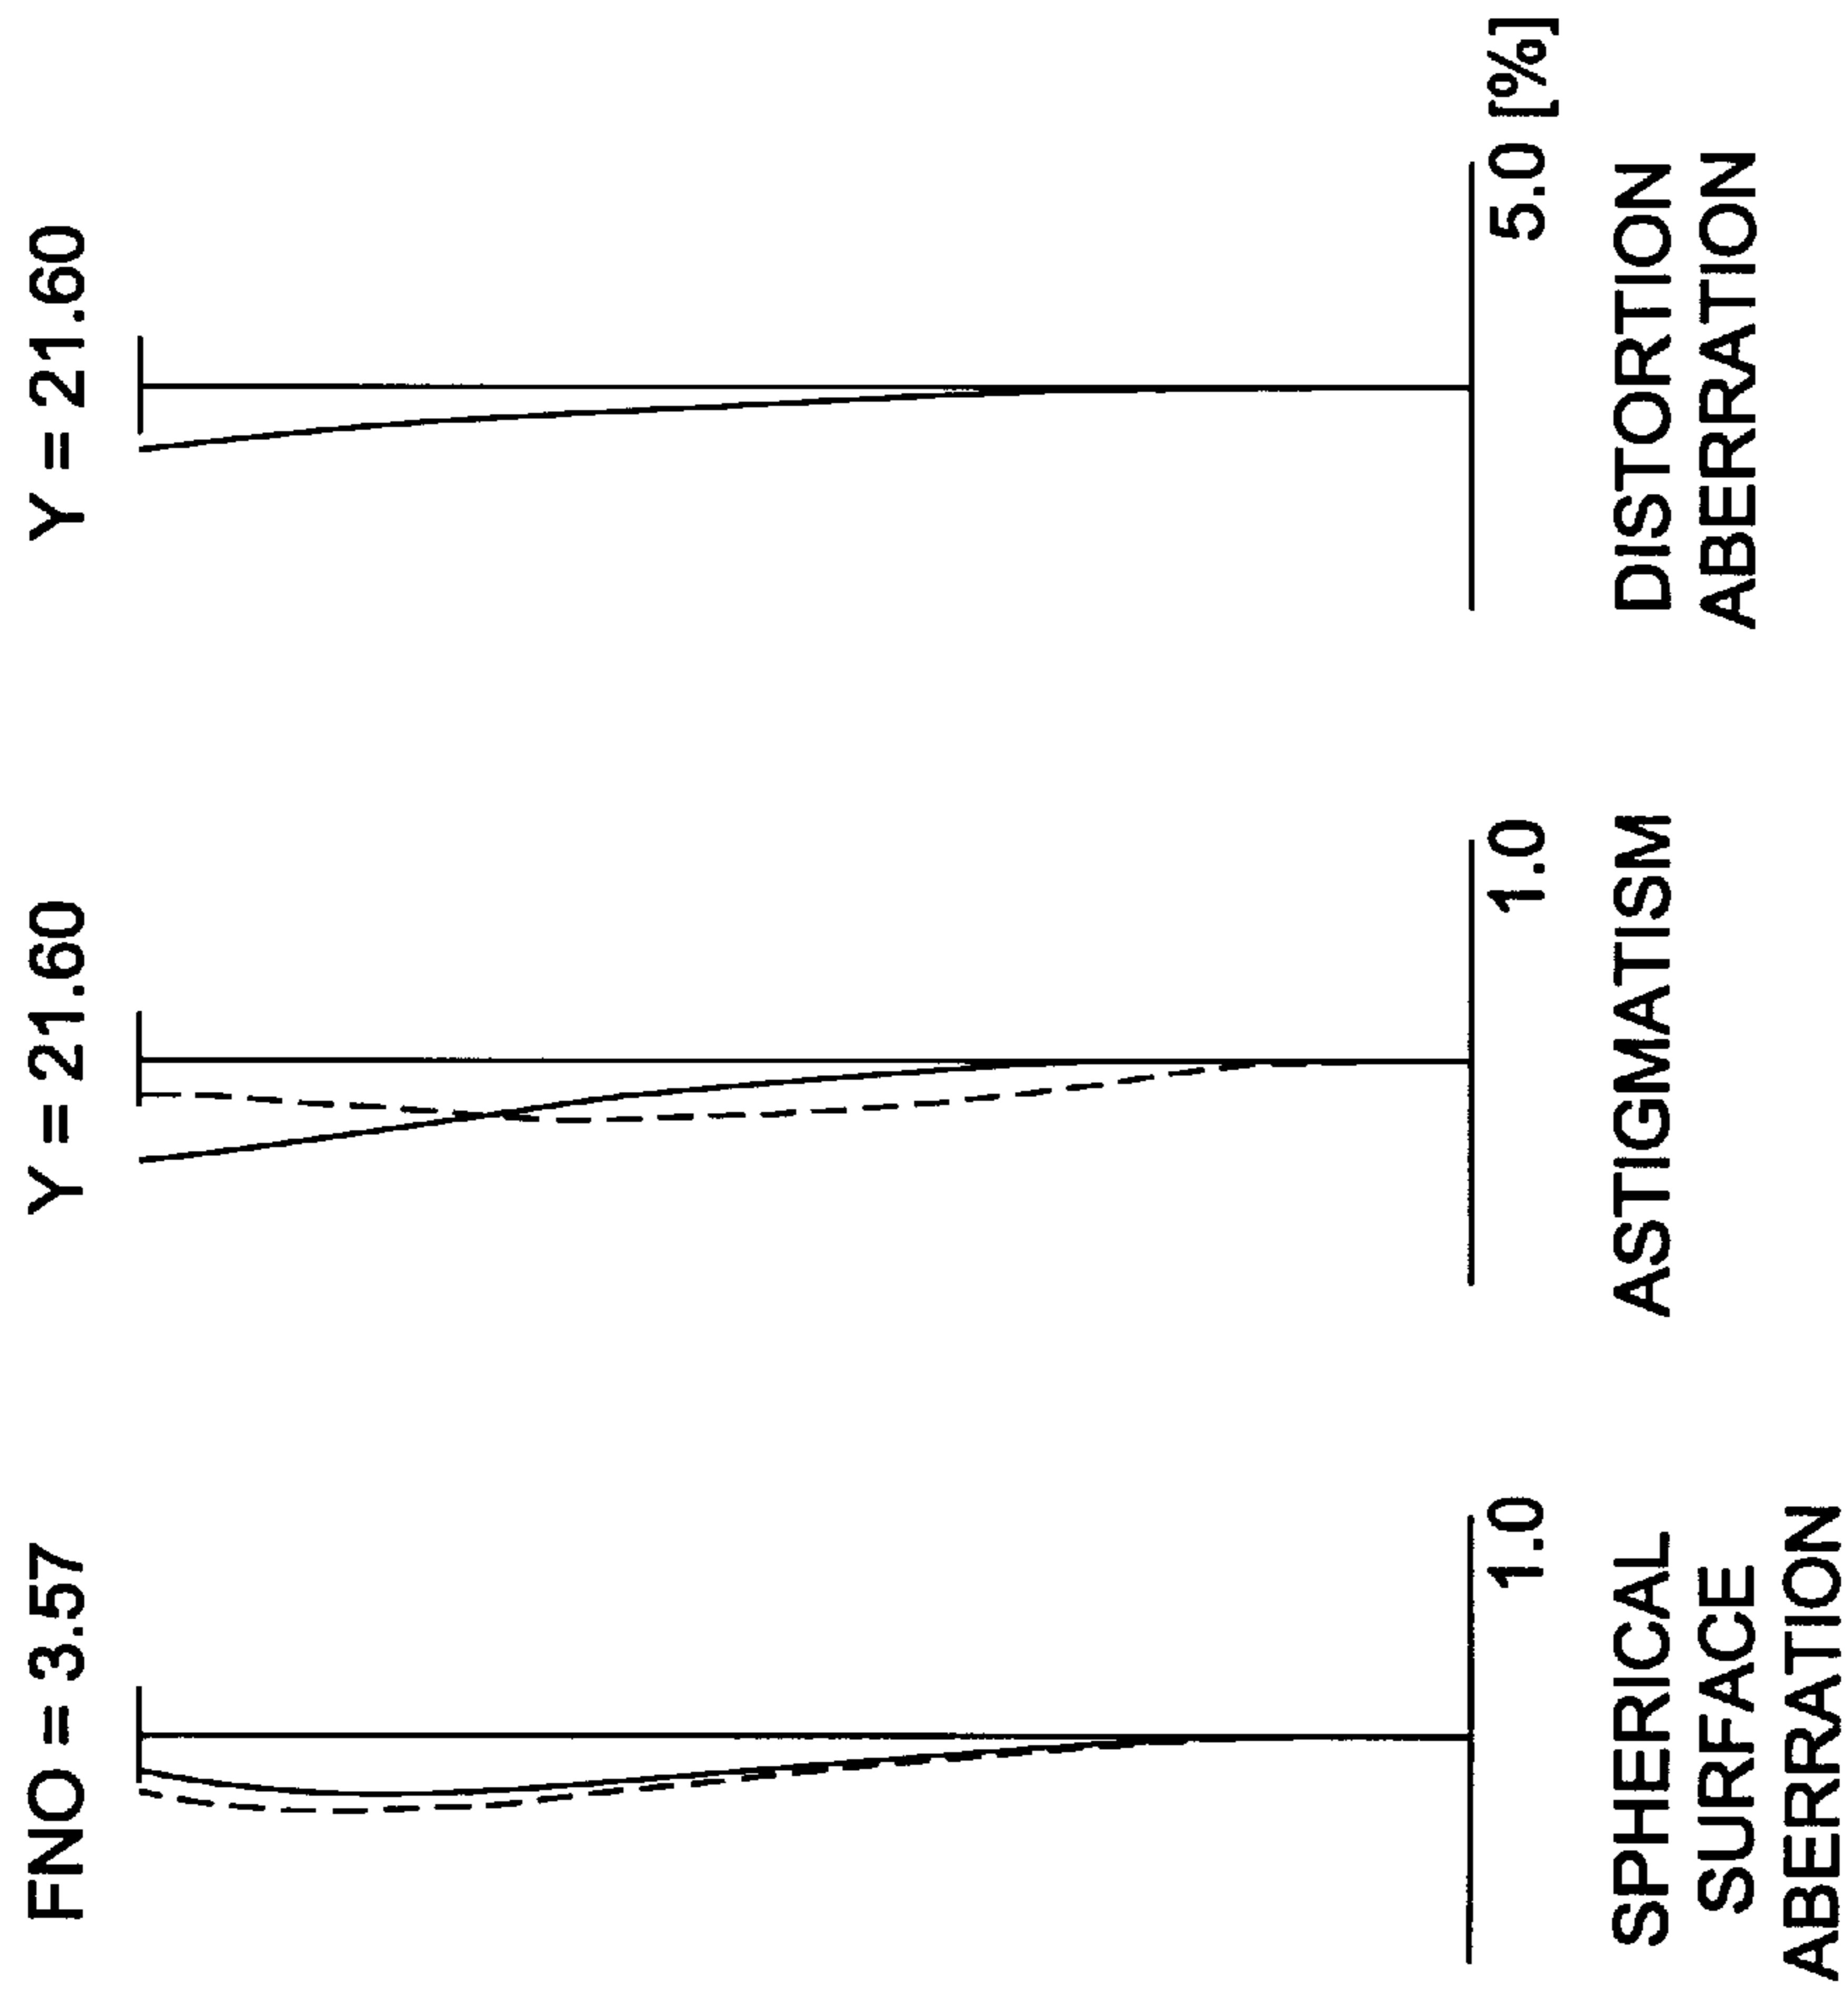 FNO = 3.57
1.0
SPHERICAL
SURFACE
ABERRATION
Y = 21.60
1.0
ASTIGMATISM
Y = 21.60
5.0 [%]
DISTORTION
ABERRATION